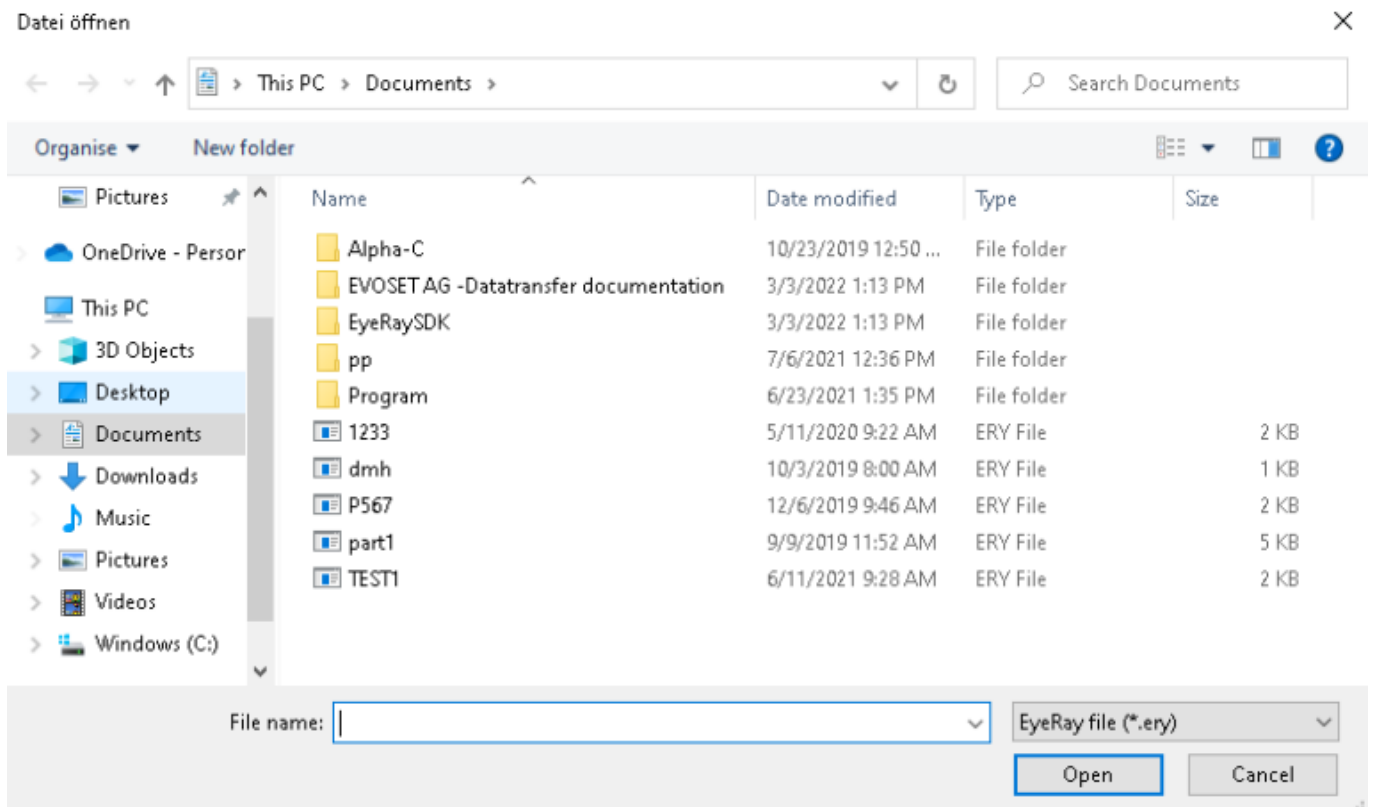 Datei öffnen
This PC > Documents >
Search Documents
Organise
New folder
Name
Date modified
Type
Size
Pictures
OneDrive - Person
This PC
3D Objects
Desktop
Documents
Downloads
Music
Pictures
Videos
Windows (C:)
Alpha-C 10/23/2019 12:50 ... File folder
EVOSET AG -Datatransfer documentation 3/3/2022 1:13 PM File folder
EyeRaySDK 3/3/2022 1:13 PM File folder
pp 7/6/2021 12:36 PM File folder
Program 6/23/2021 1:35 PM File folder
1233 5/11/2020 9:22 AM ERY File 2 KB
dmh 10/3/2019 8:00 AM ERY File 1 KB
P567 12/6/2019 9:46 AM ERY File 2 KB
part1 9/9/2019 11:52 AM ERY File 5 KB
TEST1 6/11/2021 9:28 AM ERY File 2 KB
File name:
EyeRay file (*.ery)
Open
Cancel